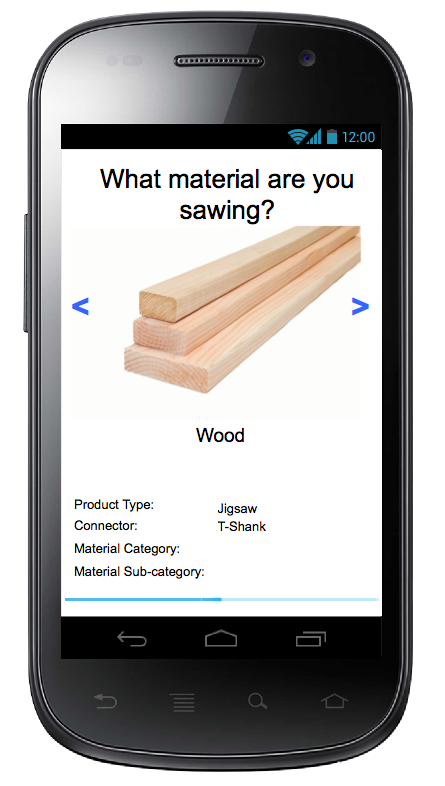 12:00
What material are you
sawing?
< >
Wood
Product Type: Jigsaw
Connector: T-Shank
Material Category:
Material Sub-category: